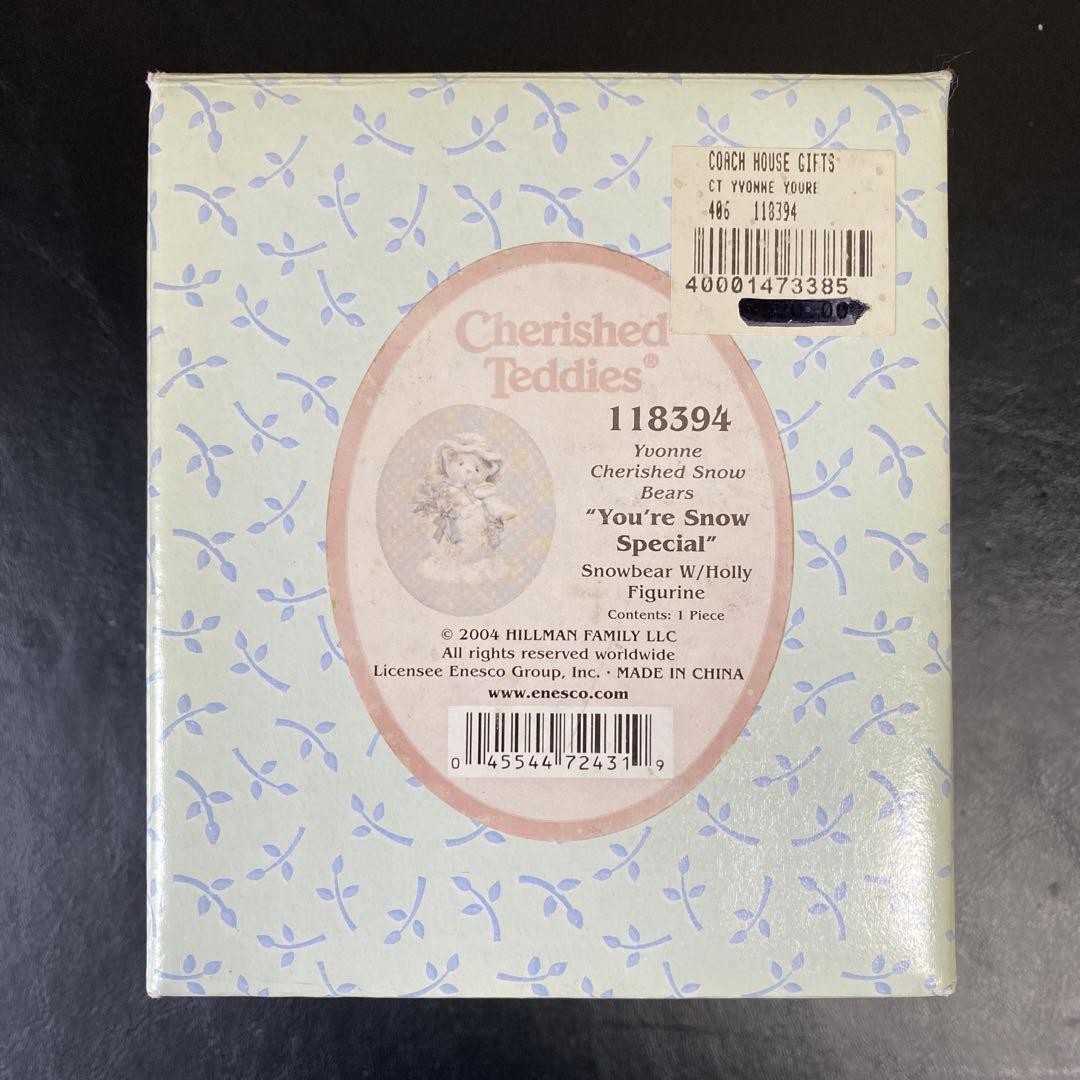 COACH HOUSE GIFTS
CT YVONNE YOURE
406 118394
40001473385
Cherished
Teddies®
118394
Yvonne
Cherished Snow
Bears
"You're Snow
Special"
Snowbear W/Holly
Figurine
Contents: 1 Piece
© 2004 HILLMAN FAMILY LLC
All rights reserved worldwide
Licensee Enesco Group, Inc. · MADE IN CHINA
www.enesco.com
0 45544 72431 9